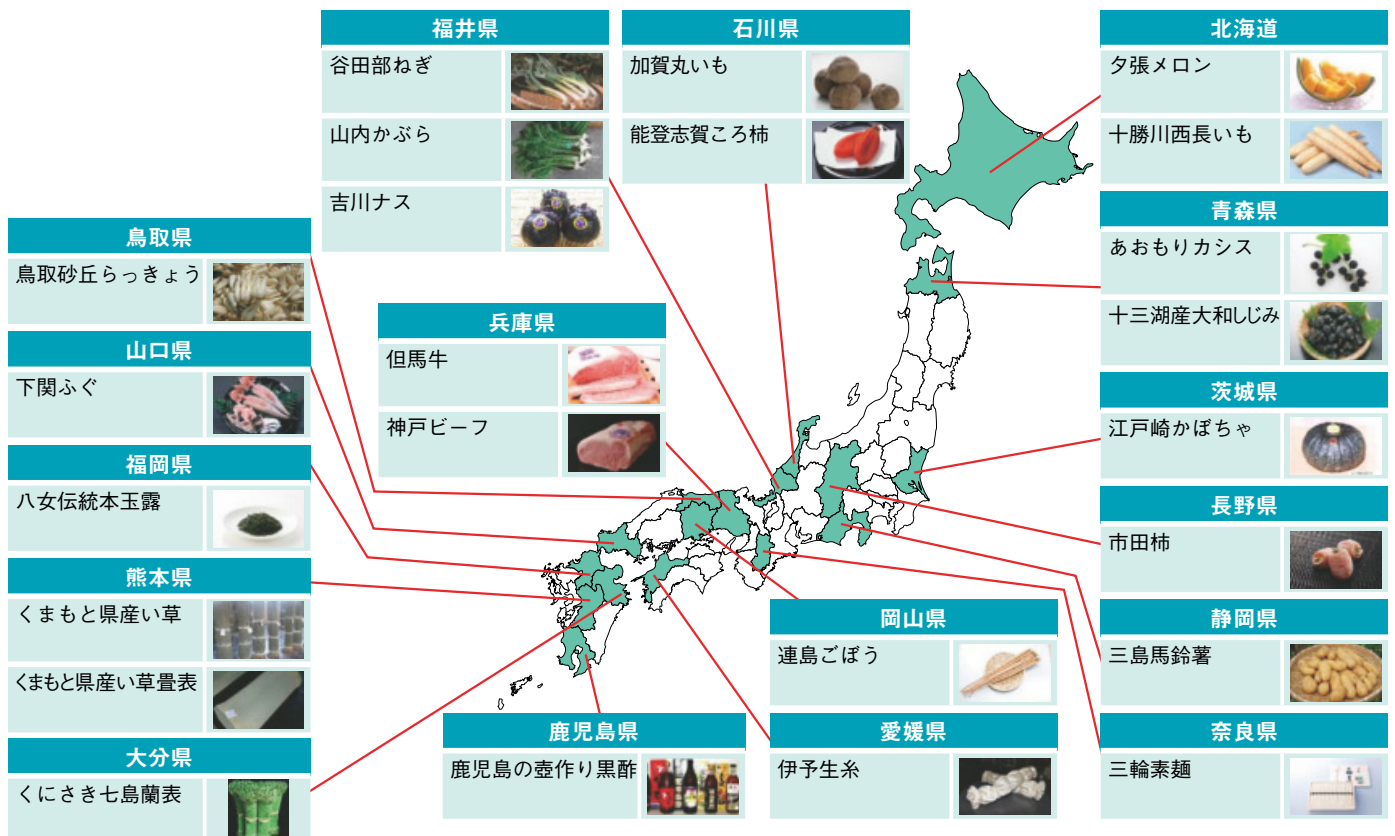 福井県
谷田部ねぎ
山内かぶら
吉川ナス
石川県
加賀丸いも
能登志賀ころ柿
北海道
夕張メロン
十勝川西長いも
青森県
あおもりカシス
十三湖産大和しじみ
鳥取県
鳥取砂丘らっきょう
山口県
下関ふぐ
福岡県
八女伝統本玉露
熊本県
くまもと県産い草
くまもと県産い草畳表
大分県
くにさき七島蘭表
兵庫県
但馬牛
神戸ビーフ
茨城県
江戸崎かぼちゃ
長野県
市田柿
静岡県
三島馬鈴薯
奈良県
三輪素麺
岡山県
連島ごぼう
愛媛県
伊予生糸
鹿児島県
鹿児島の壺作り黒酢